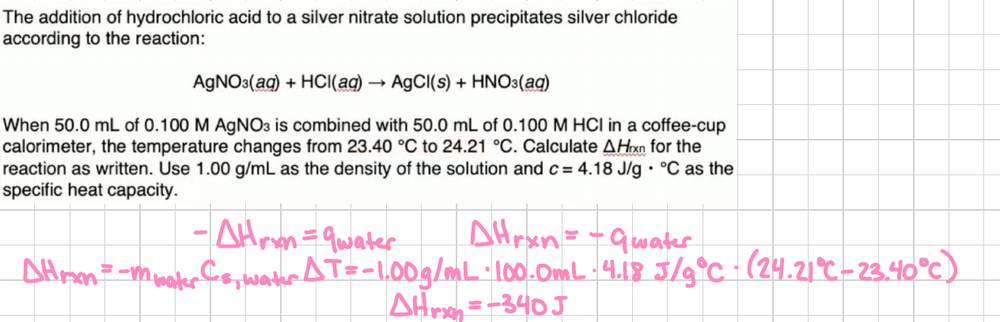 The addition of hydrochloric acid to a silver nitrate solution precipitates silver chloride
according to the reaction:
AgNO₃(aq) + HCl(aq) → AgCl(s) + HNO₃(aq)
When 50.0 mL of 0.100 M AgNO₃ is combined with 50.0 mL of 0.100 M HCl in a coffee-cup
calorimeter, the temperature changes from 23.40 °C to 24.21 °C. Calculate ΔHrxn for the
reaction as written. Use 1.00 g/mL as the density of the solution and c = 4.18 J/g · °C as the
specific heat capacity.
-ΔHrxn = qwater ΔHrxn = -qwater
ΔHrxn = -mwater Cs,water ΔT = -1.00g/mL · 100.0mL · 4.18 J/g°C · (24.21°C - 23.40°C)
ΔHrxn = -340J